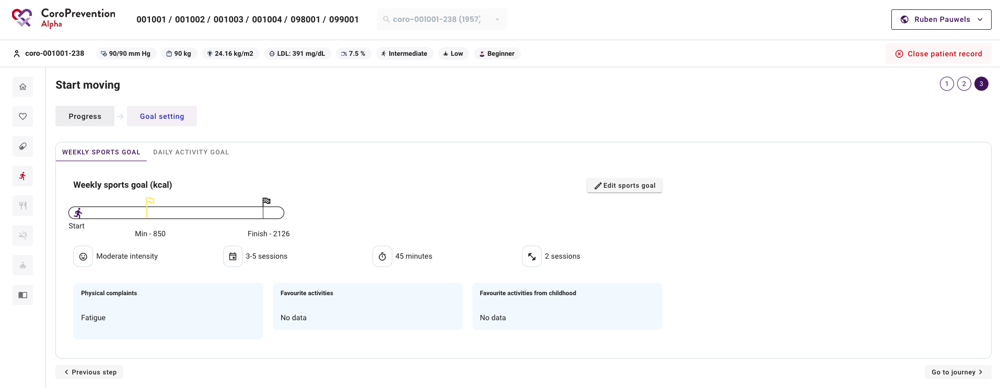 CoroPrevention
Alpha
001001 / 001002 / 001003 / 001004 / 098001 / 099001
coro-001001-238 (1957)
Ruben Pauwels
coro-001001-238
90/90 mm Hg
90 kg
24.16 kg/m2
LDL: 391 mg/dL
7.5 %
Intermediate
Low
Beginner
Close patient record
Start moving
1
2
3
Progress
Goal setting
WEEKLY SPORTS GOAL
DAILY ACTIVITY GOAL
Weekly sports goal (kcal)
Edit sports goal
Start
Min - 850
Finish - 2126
Moderate intensity
3-5 sessions
45 minutes
2 sessions
Physical complaints
Fatigue
Favourite activities
No data
Favourite activities from childhood
No data
Previous step
Go to journey